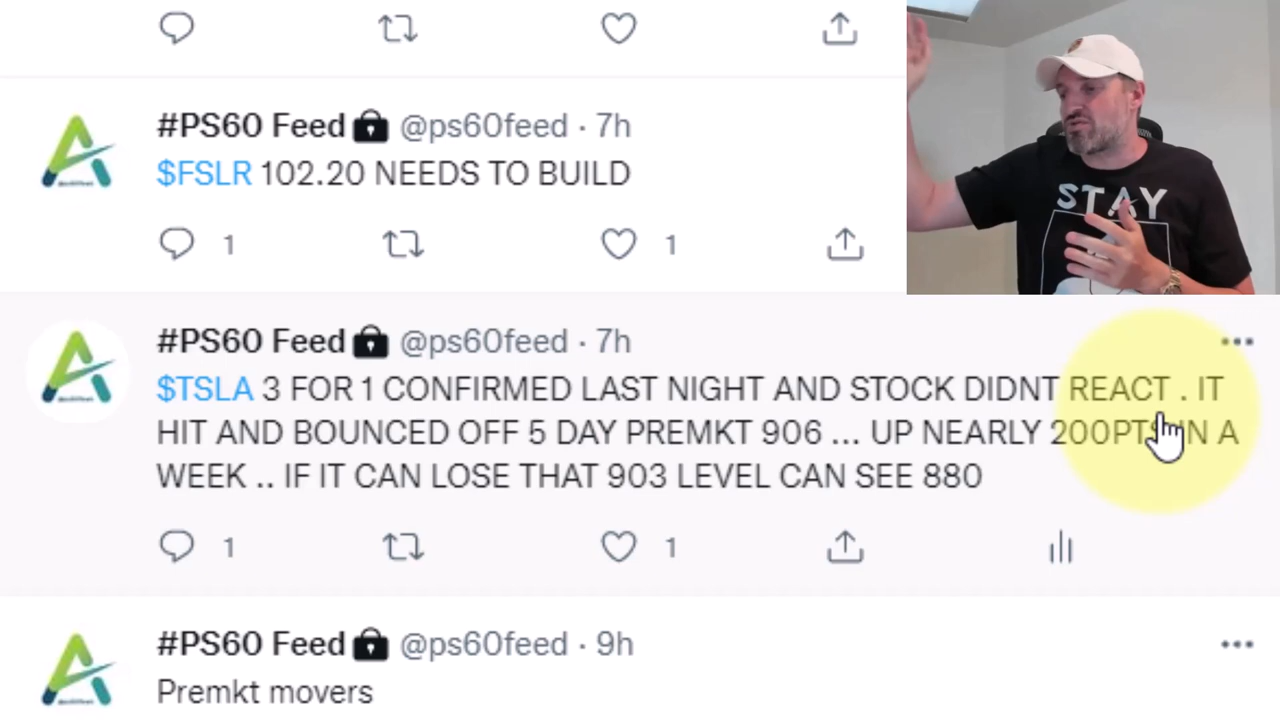 #PS60 Feed @ps60feed · 7h
$FSLR 102.20 NEEDS TO BUILD
1 1
STAY
#PS60 Feed @ps60feed · 7h
$TSLA 3 FOR 1 CONFIRMED LAST NIGHT AND STOCK DIDNT REACT . IT
HIT AND BOUNCED OFF 5 DAY PREMKT 906 ... UP NEARLY 200PTS IN A
WEEK .. IF IT CAN LOSE THAT 903 LEVEL CAN SEE 880
1 1
#PS60 Feed @ps60feed · 9h
Premkt movers